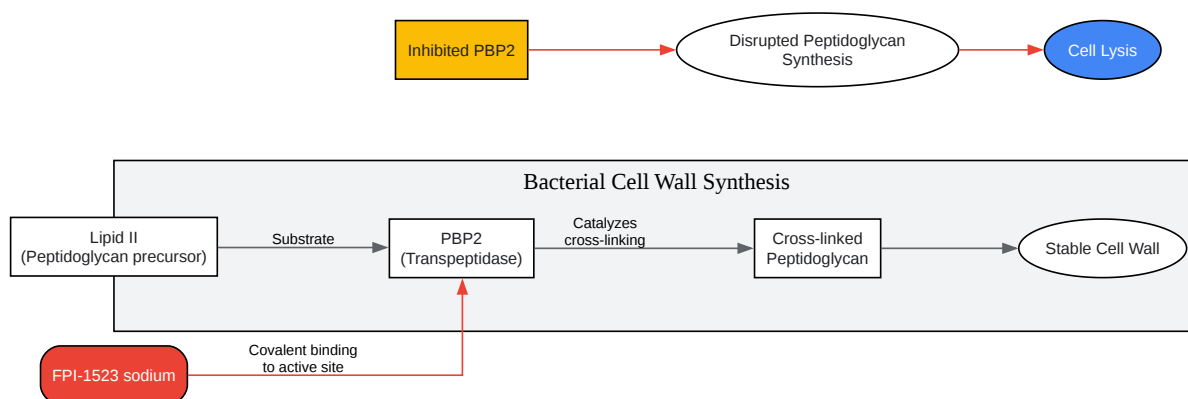 Inhibited PBP2
Disrupted Peptidoglycan
Synthesis
Cell Lysis
Bacterial Cell Wall Synthesis
Lipid II
(Peptidoglycan precursor)
Substrate
PBP2
(Transpeptidase)
Catalyzes
cross-linking
Cross-linked
Peptidoglycan
Stable Cell Wall
FPI-1523 sodium
Covalent binding
to active site